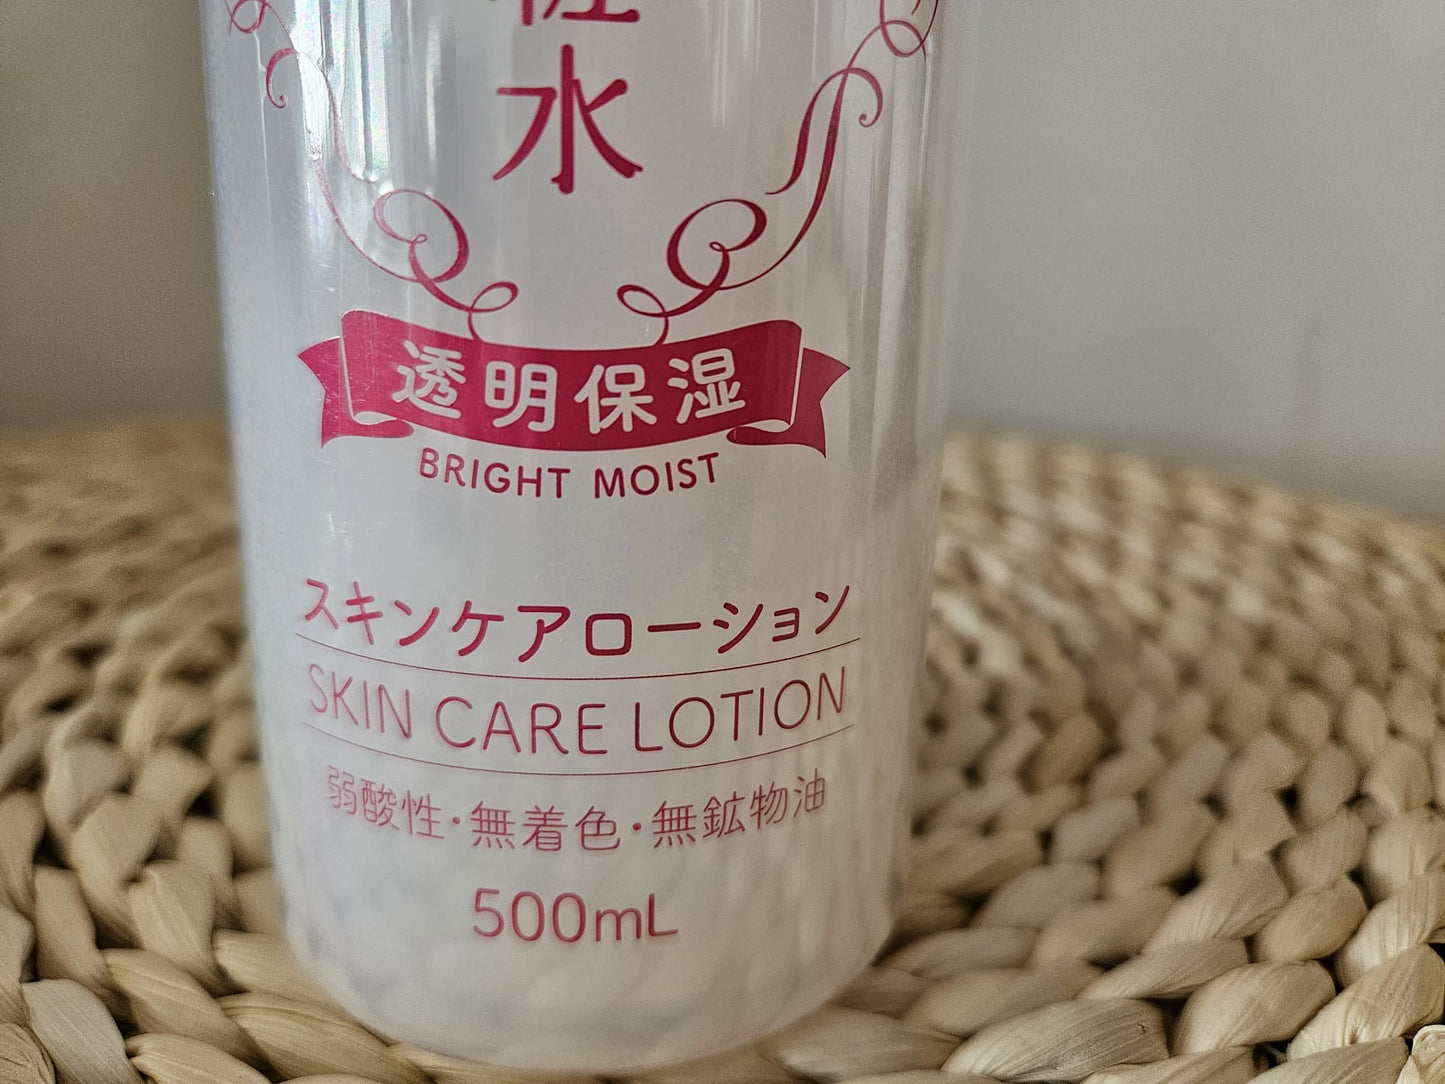 水
透明保湿
BRIGHT MOIST
スキンケアローション
SKIN CARE LOTION
弱酸性・無着色・無鉱物油
500mL